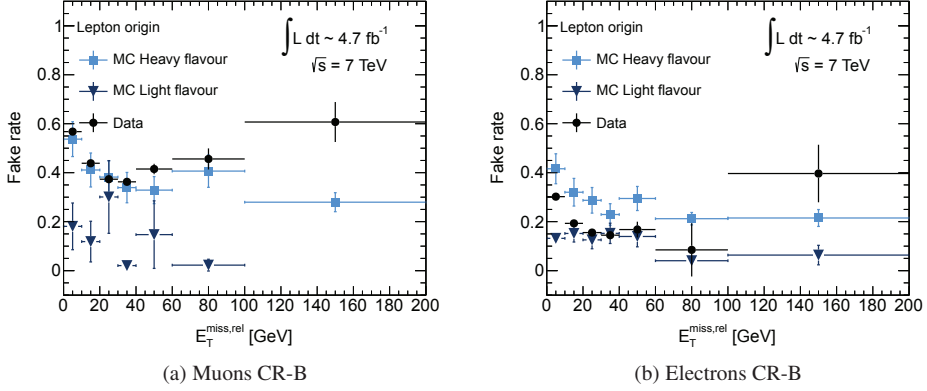 Lepton origin
MC Heavy flavour
MC Light flavour
Data
∫ L dt ~ 4.7 fb⁻¹
√s = 7 TeV
Fake rate
1
0.8
0.6
0.4
0.2
0
0 20 40 60 80 100 120 140 160 180 200
E_T^miss,rel [GeV]
(a) Muons CR-B
Lepton origin
MC Heavy flavour
MC Light flavour
Data
∫ L dt ~ 4.7 fb⁻¹
√s = 7 TeV
Fake rate
1
0.8
0.6
0.4
0.2
0
0 20 40 60 80 100 120 140 160 180 200
E_T^miss,rel [GeV]
(b) Electrons CR-B